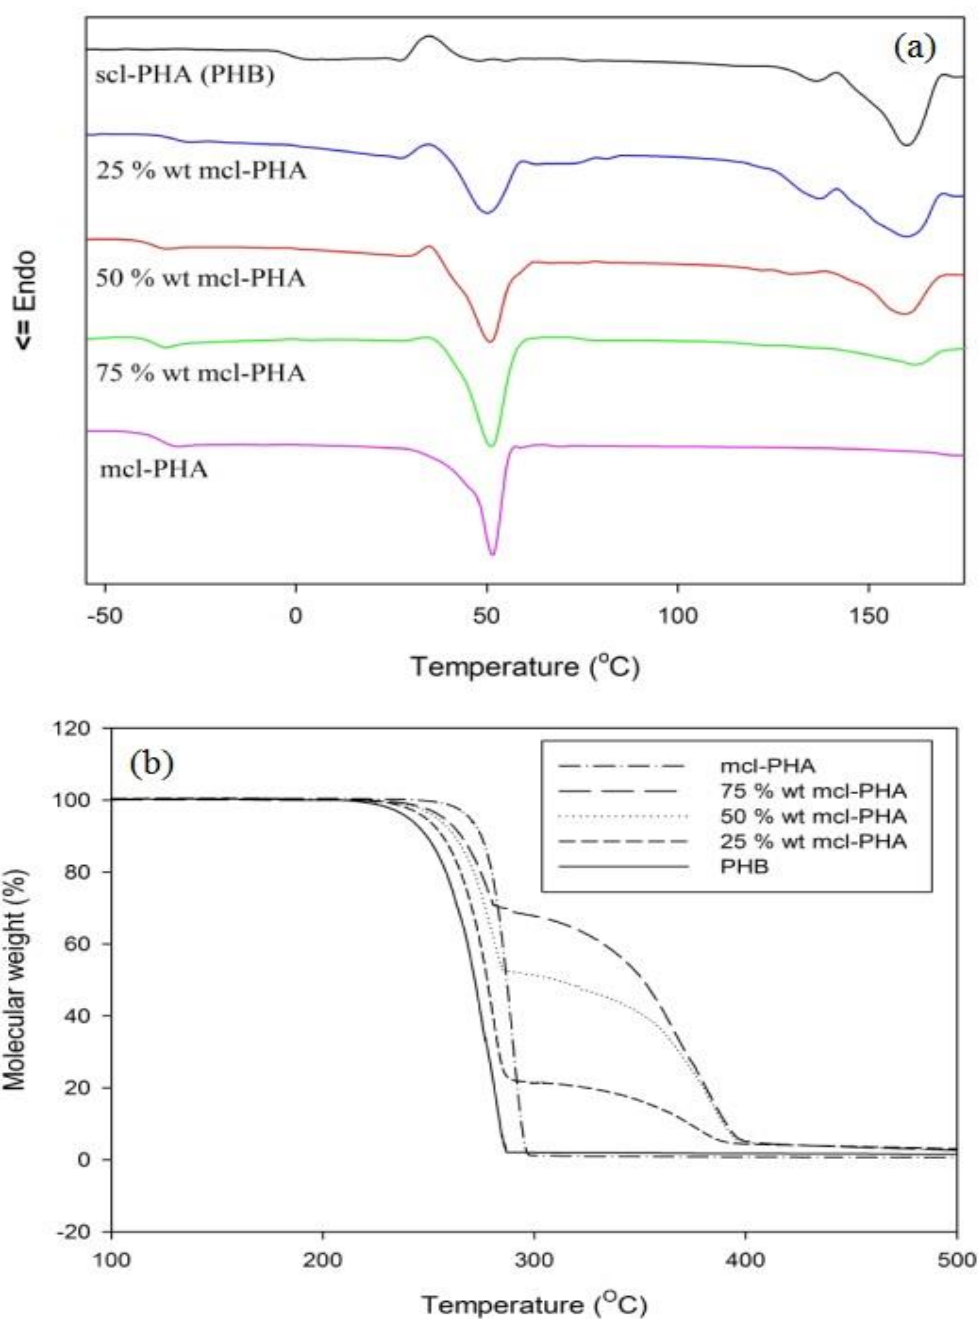 (a)
scl-PHA (PHB)
25 % wt mcl-PHA
50 % wt mcl-PHA
75 % wt mcl-PHA
mcl-PHA
<= Endo
-50 0 50 100 150
Temperature (°C)
120
100
80
60
40
20
0
-20
Molecular weight (%)
(b)
mcl-PHA
75 % wt mcl-PHA
50 % wt mcl-PHA
25 % wt mcl-PHA
PHB
100 200 300 400 500
Temperature (°C)